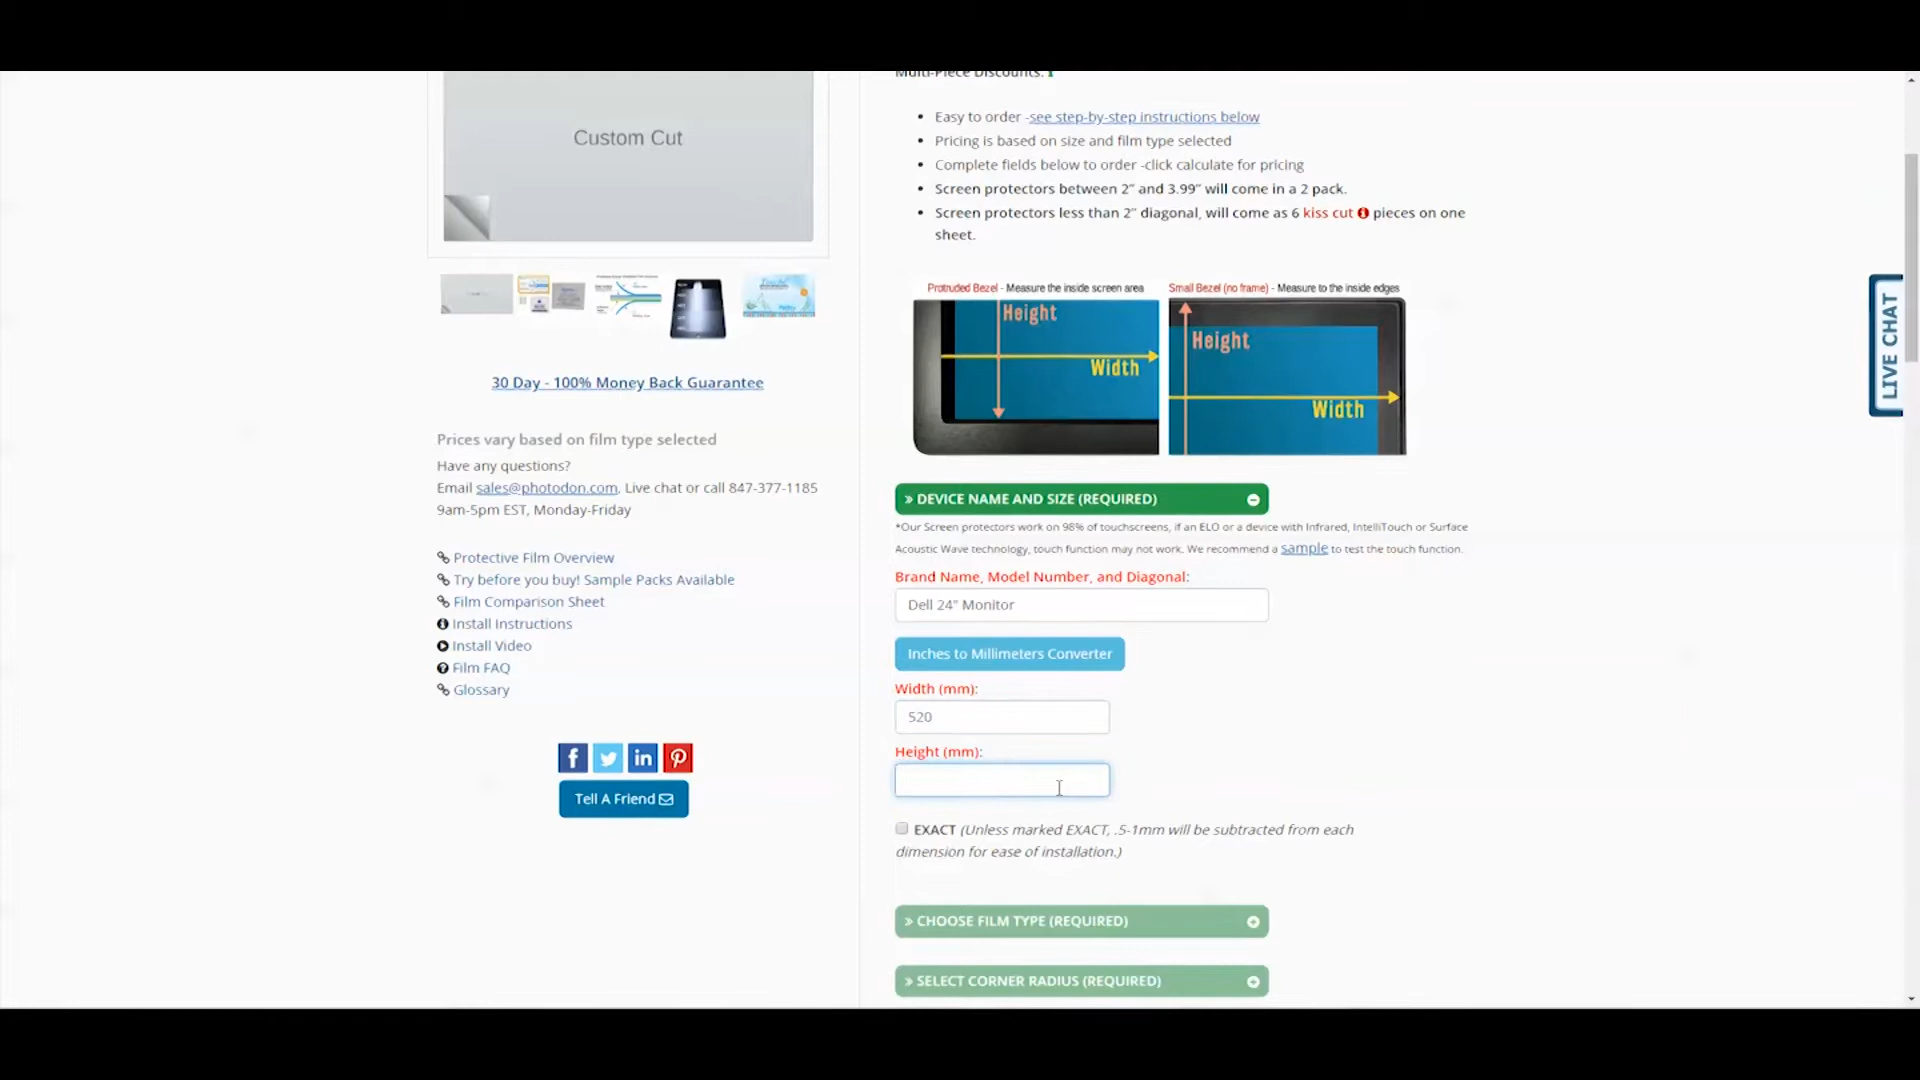 Multi-Piece Discounts:
Custom Cut
Easy to order -see step-by-step instructions below
Pricing is based on size and film type selected
Complete fields below to order -click calculate for pricing
Screen protectors between 2" and 3.99" will come in a 2 pack.
Screen protectors less than 2" diagonal, will come as 6 kiss cut pieces on one
sheet.
Protruded Bezel - Measure the inside screen area
Small Bezel (no frame) - Measure to the inside edges
Height
Width
Height
Width
LIVE CHAT
30 Day - 100% Money Back Guarantee
Prices vary based on film type selected
Have any questions?
Email sales@photodon.com, Live chat or call 847-377-1185
9am-5pm EST, Monday-Friday
Protective Film Overview
Try before you buy! Sample Packs Available
Film Comparison Sheet
Install Instructions
Install Video
Film FAQ
Glossary
Tell A Friend
» DEVICE NAME AND SIZE (REQUIRED)
*Our Screen protectors work on 98% of touchscreens, if an ELO or a device with Infrared, IntelliTouch or Surface
Acoustic Wave technology, touch function may not work. We recommend a sample to test the touch function.
Brand Name, Model Number, and Diagonal:
Dell 24" Monitor
Inches to Millimeters Converter
Width (mm):
520
Height (mm):
EXACT (Unless marked EXACT, .5-1mm will be subtracted from each
dimension for ease of installation.)
» CHOOSE FILM TYPE (REQUIRED)
» SELECT CORNER RADIUS (REQUIRED)